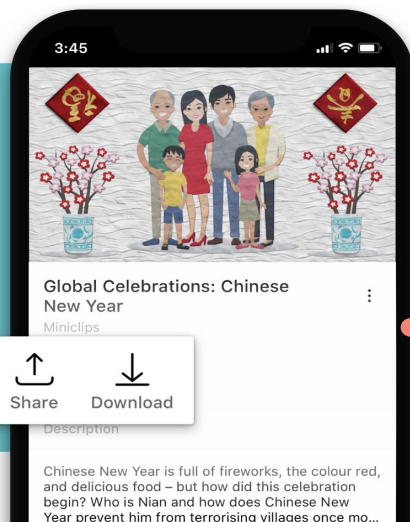 3:45
Global Celebrations: Chinese
New Year
Miniclips
Share Download
Description
Chinese New Year is full of fireworks, the colour red,
and delicious food – but how did this celebration
begin? Who is Nian and how does Chinese New
Year prevent him from terrorising villages once mo...